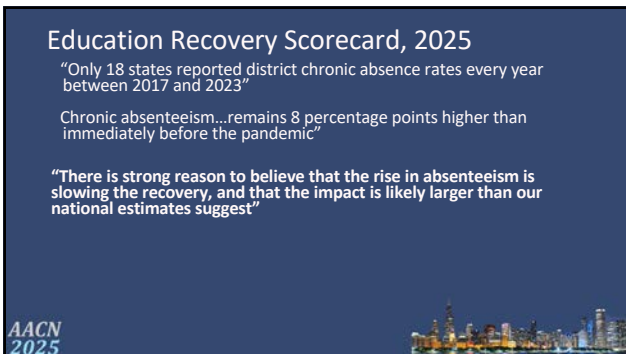 Education Recovery Scorecard, 2025
“Only 18 states reported district chronic absence rates every year
between 2017 and 2023”
Chronic absenteeism…remains 8 percentage points higher than
immediately before the pandemic”
“There is strong reason to believe that the rise in absenteeism is
slowing the recovery, and that the impact is likely larger than our
national estimates suggest”
AACN
2025